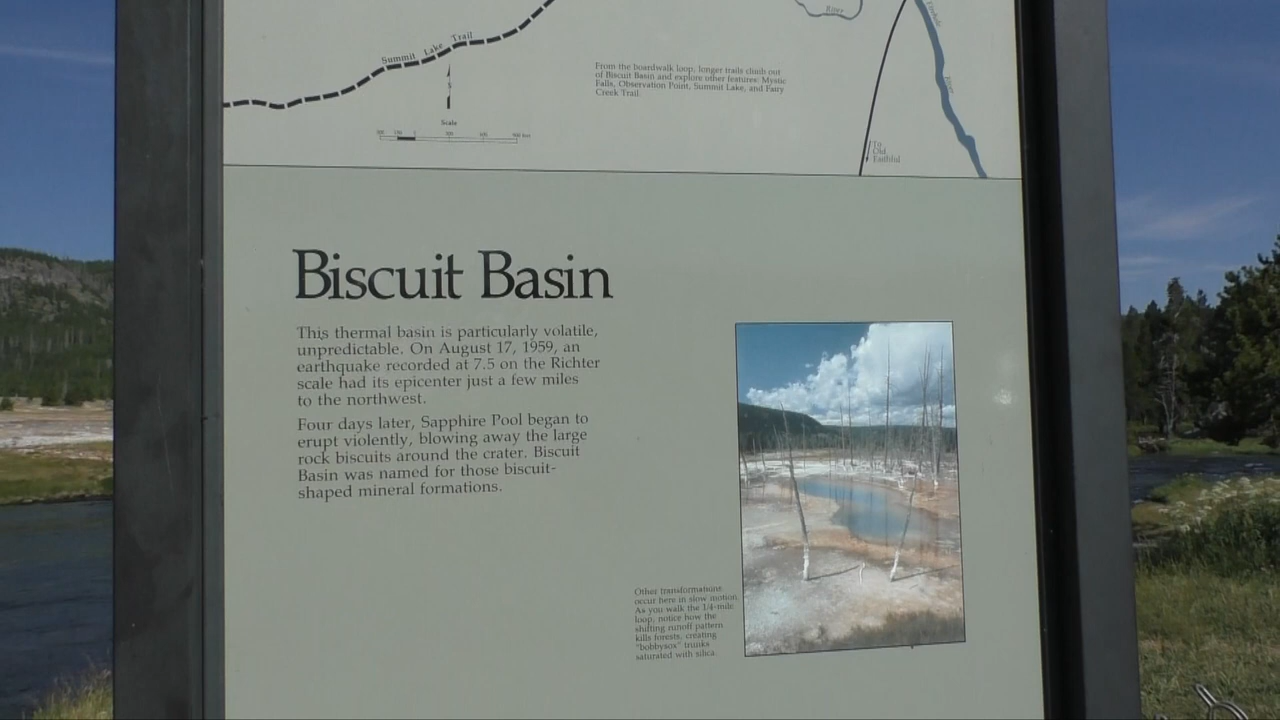 River
Firehole
River
Summit Lake Trail
From the boardwalk loop, longer trails climb out
of Biscuit Basin and explore other features: Mystic
Falls, Observation Point, Summit Lake, and Fairy
Creek Trail.
Scale
To
Old
Faithful
Biscuit Basin
This thermal basin is particularly volatile,
unpredictable. On August 17, 1959, an
earthquake recorded at 7.5 on the Richter
scale had its epicenter just a few miles
to the northwest.
Four days later, Sapphire Pool began to
erupt violently, blowing away the large
rock biscuits around the crater. Biscuit
Basin was named for those biscuit-
shaped mineral formations.
Other transformations
occur here in slow motion.
As you walk the 1/4-mile
loop, notice how the
shifting runoff pattern
kills forests, creating
"bobbysox" trunks
saturated with silica.